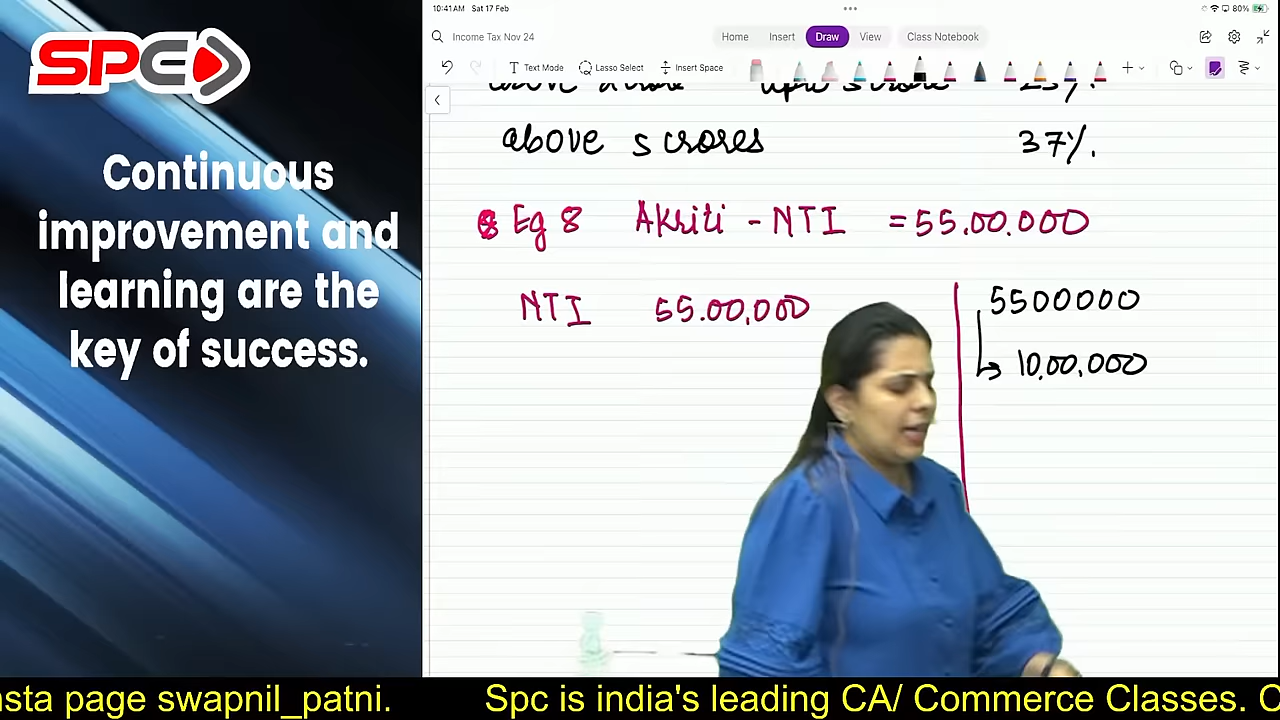 SPC
Continuous
improvement and
learning are the
key of success.
10:41 AM Sat 17 Feb
80%
Income Tax Nov 24
Home Insert Draw View Class Notebook
Text Mode Lasso Select Insert Space
above 5 crores 37%.
Eg 8 Akriti - NTI = 55.00.000
NTI 55.00,000
5500000
10,00,000
sta page swapnil_patni. Spc is india's leading CA/ Commerce Classes.